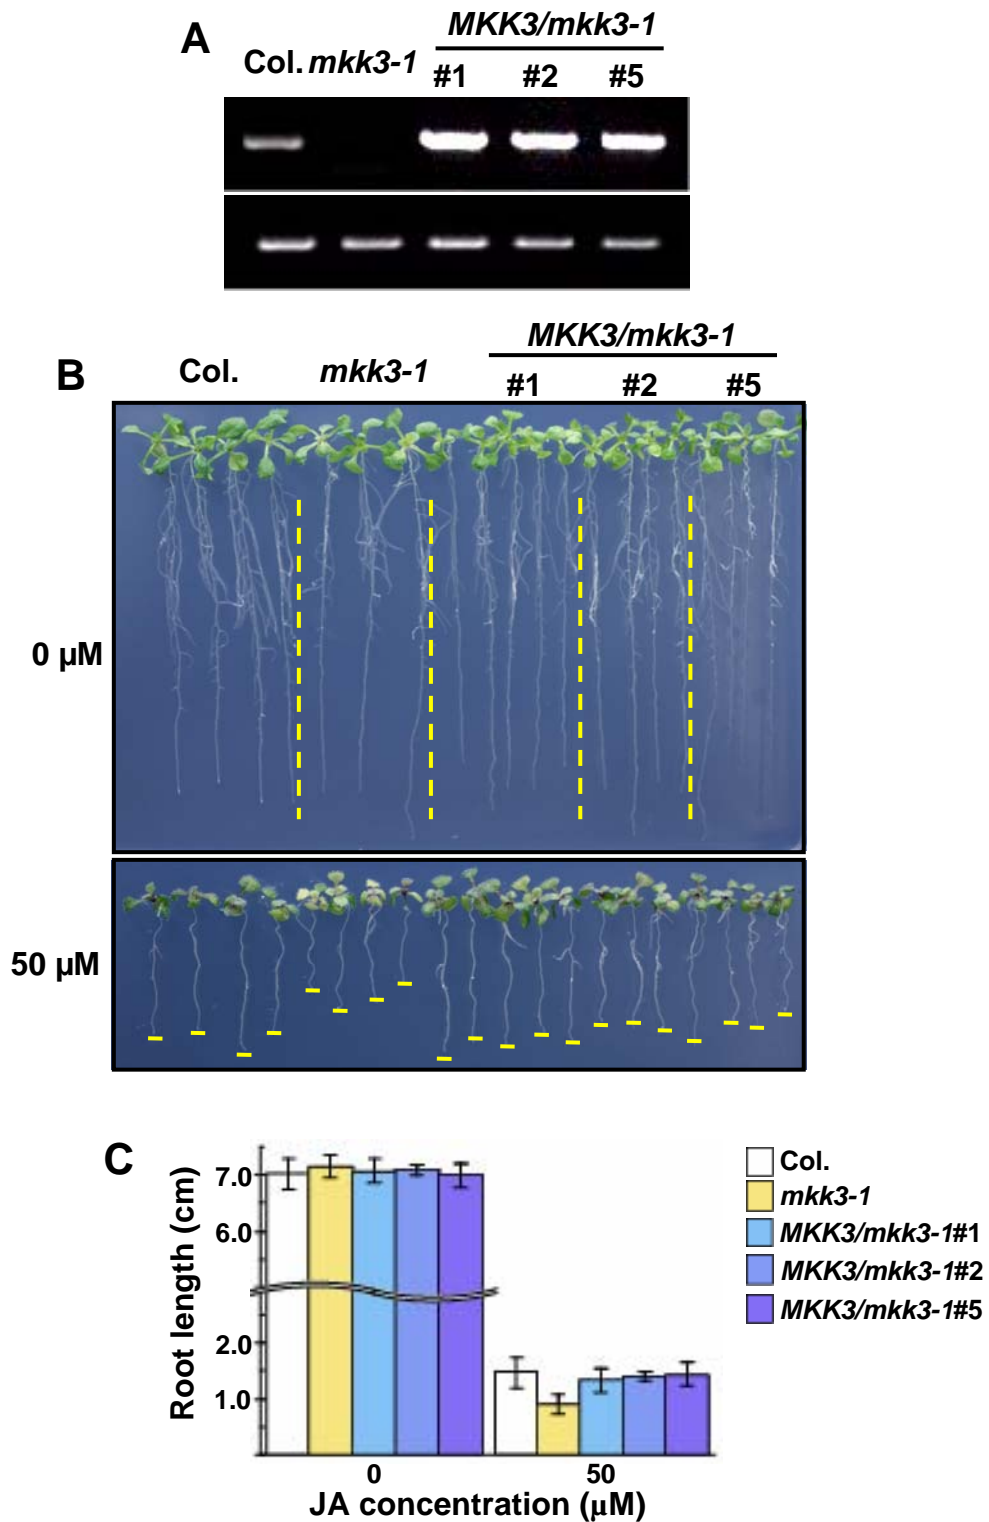 A
MKK3/mkk3-1
Col. mkk3-1
#1 #2 #5
B
MKK3/mkk3-1
Col. mkk3-1
#1 #2 #5
0 µM
50 µM
C
Root length (cm)
7.0
6.0
2.0
1.0
0 50
JA concentration (µM)
Col.
mkk3-1
MKK3/mkk3-1#1
MKK3/mkk3-1#2
MKK3/mkk3-1#5